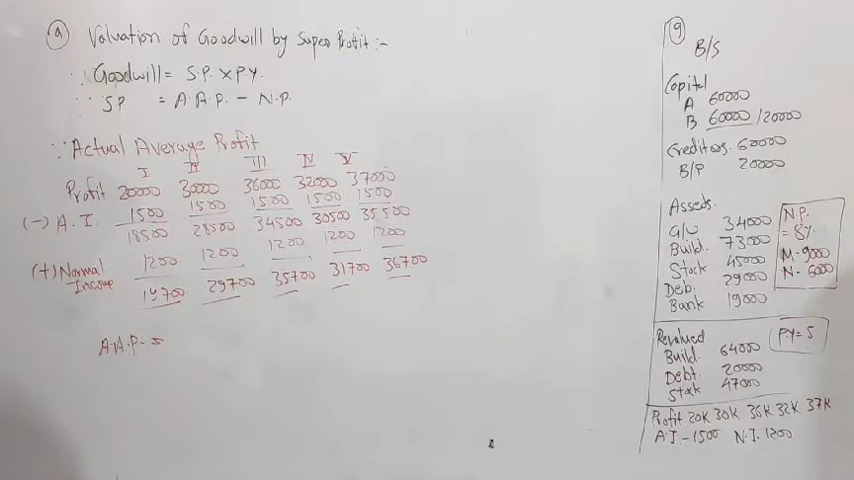 (a) Valuation of Goodwill by Super Profit :-
∴ Goodwill = S.P. × P.Y.
∴ SP = A.A.P. - N.P.
∴ Actual Average Profit
I II III IV V
Profit 20000 30000 36000 32000 37000
(-) A.I. 1500 1500 1500 1500 1500
18500 28500 34500 30500 35500
(+) Normal Income 1200 1200 1200 1200 1200
19700 29700 35700 31700 36700
A.A.P. =
(9) B/S
Capital
A 60000
B 60000 /120000
Creditors. 60000
B/P 20000
Assets.
G/W 34000
Build. 73000
Stock 45000
Deb. 29000
Bank 19000
N.P.
= 8%
M - 9000
N - 6000
Revalued
Build. 64000
Debt. 20000
Stock 47000
P.Y = 5
Profit 20K 30K 36K 32K 37K
A.I. - 1500 N.I. 1200